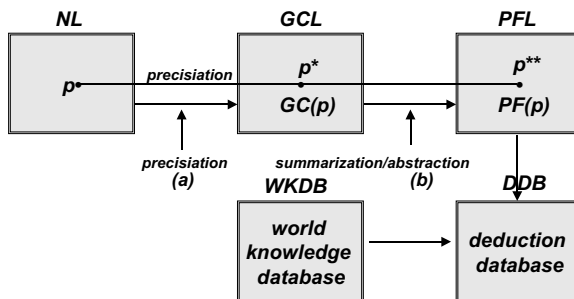 NL GCL PFL
p precisiation p* p**
GC(p) PF(p)
precisiation summarization/abstraction
(a) (b)
WKDB DDB
world
knowledge
database
deduction
database